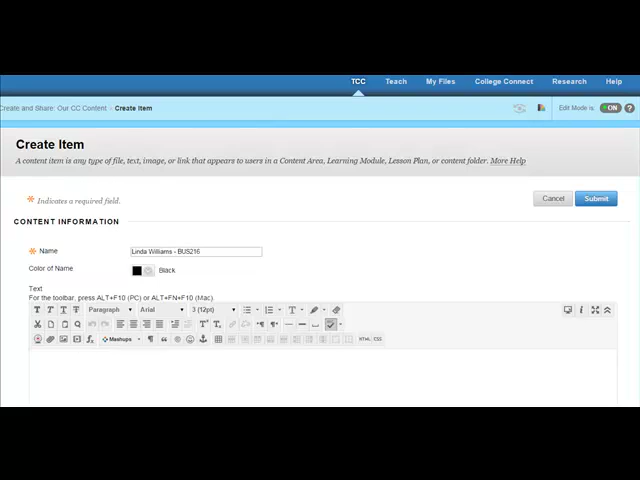 TCC Teach My Files College Connect Research Help
Create and Share: Our CC Content > Create Item Edit Mode is: ON ?
Create Item
A content item is any type of file, text, image, or link that appears to users in a Content Area, Learning Module, Lesson Plan, or content folder. More Help
Indicates a required field. Cancel Submit
CONTENT INFORMATION
Name Linda Williams - BUS216
Color of Name Black
Text
For the toolbar, press ALT+F10 (PC) or ALT+FN+F10 (Mac).
T T T T Paragraph Arial 3 (12pt) T i
Mashups HTML CSS